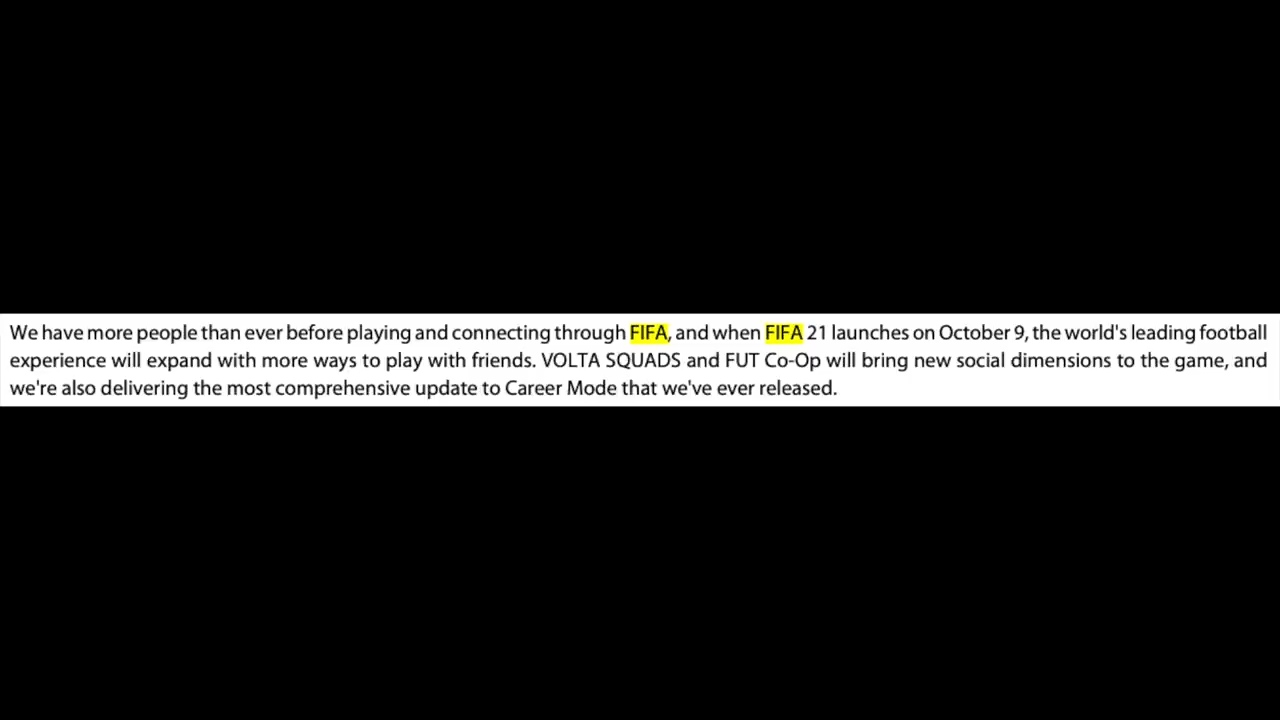 We have more people than ever before playing and connecting through FIFA, and when FIFA 21 launches on October 9, the world's leading football
experience will expand with more ways to play with friends. VOLTA SQUADS and FUT Co-Op will bring new social dimensions to the game, and
we're also delivering the most comprehensive update to Career Mode that we've ever released.